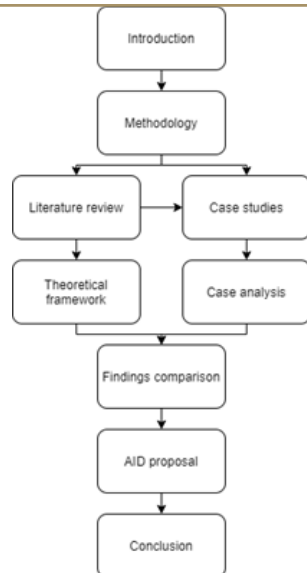 Introduction
Methodology
Literature review
Case studies
Theoretical
framework
Case analysis
Findings comparison
AID proposal
Conclusion